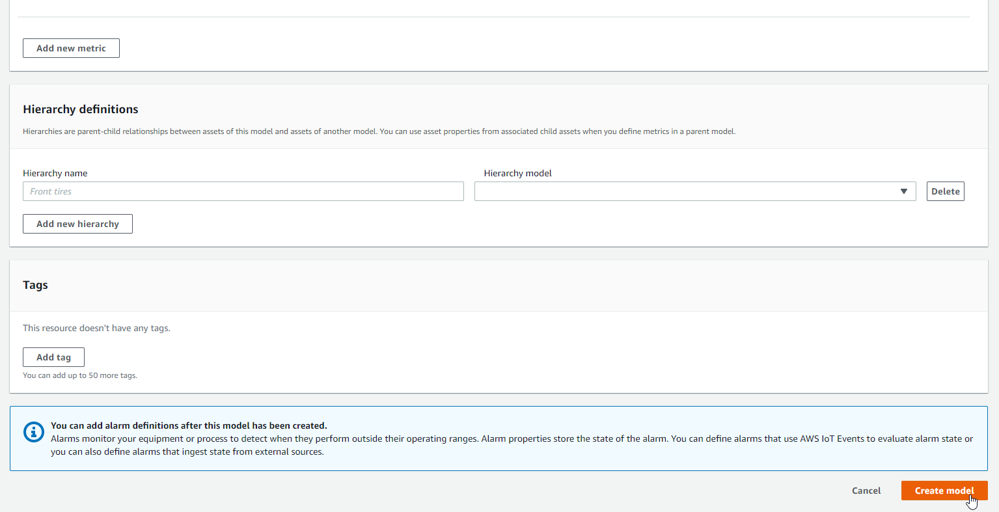 Add new metric
Hierarchy definitions
Hierarchies are parent-child relationships between assets of this model and assets of another model. You can use asset properties from associated child assets when you define metrics in a parent model.
Hierarchy name
Hierarchy model
Front tires
Delete
Add new hierarchy
Tags
This resource doesn't have any tags.
Add tag
You can add up to 50 more tags.
You can add alarm definitions after this model has been created.
Alarms monitor your equipment or process to detect when they perform outside their operating ranges. Alarm properties store the state of the alarm. You can define alarms that use AWS IoT Events to evaluate alarm state or
you can also define alarms that ingest state from external sources.
Cancel
Create model